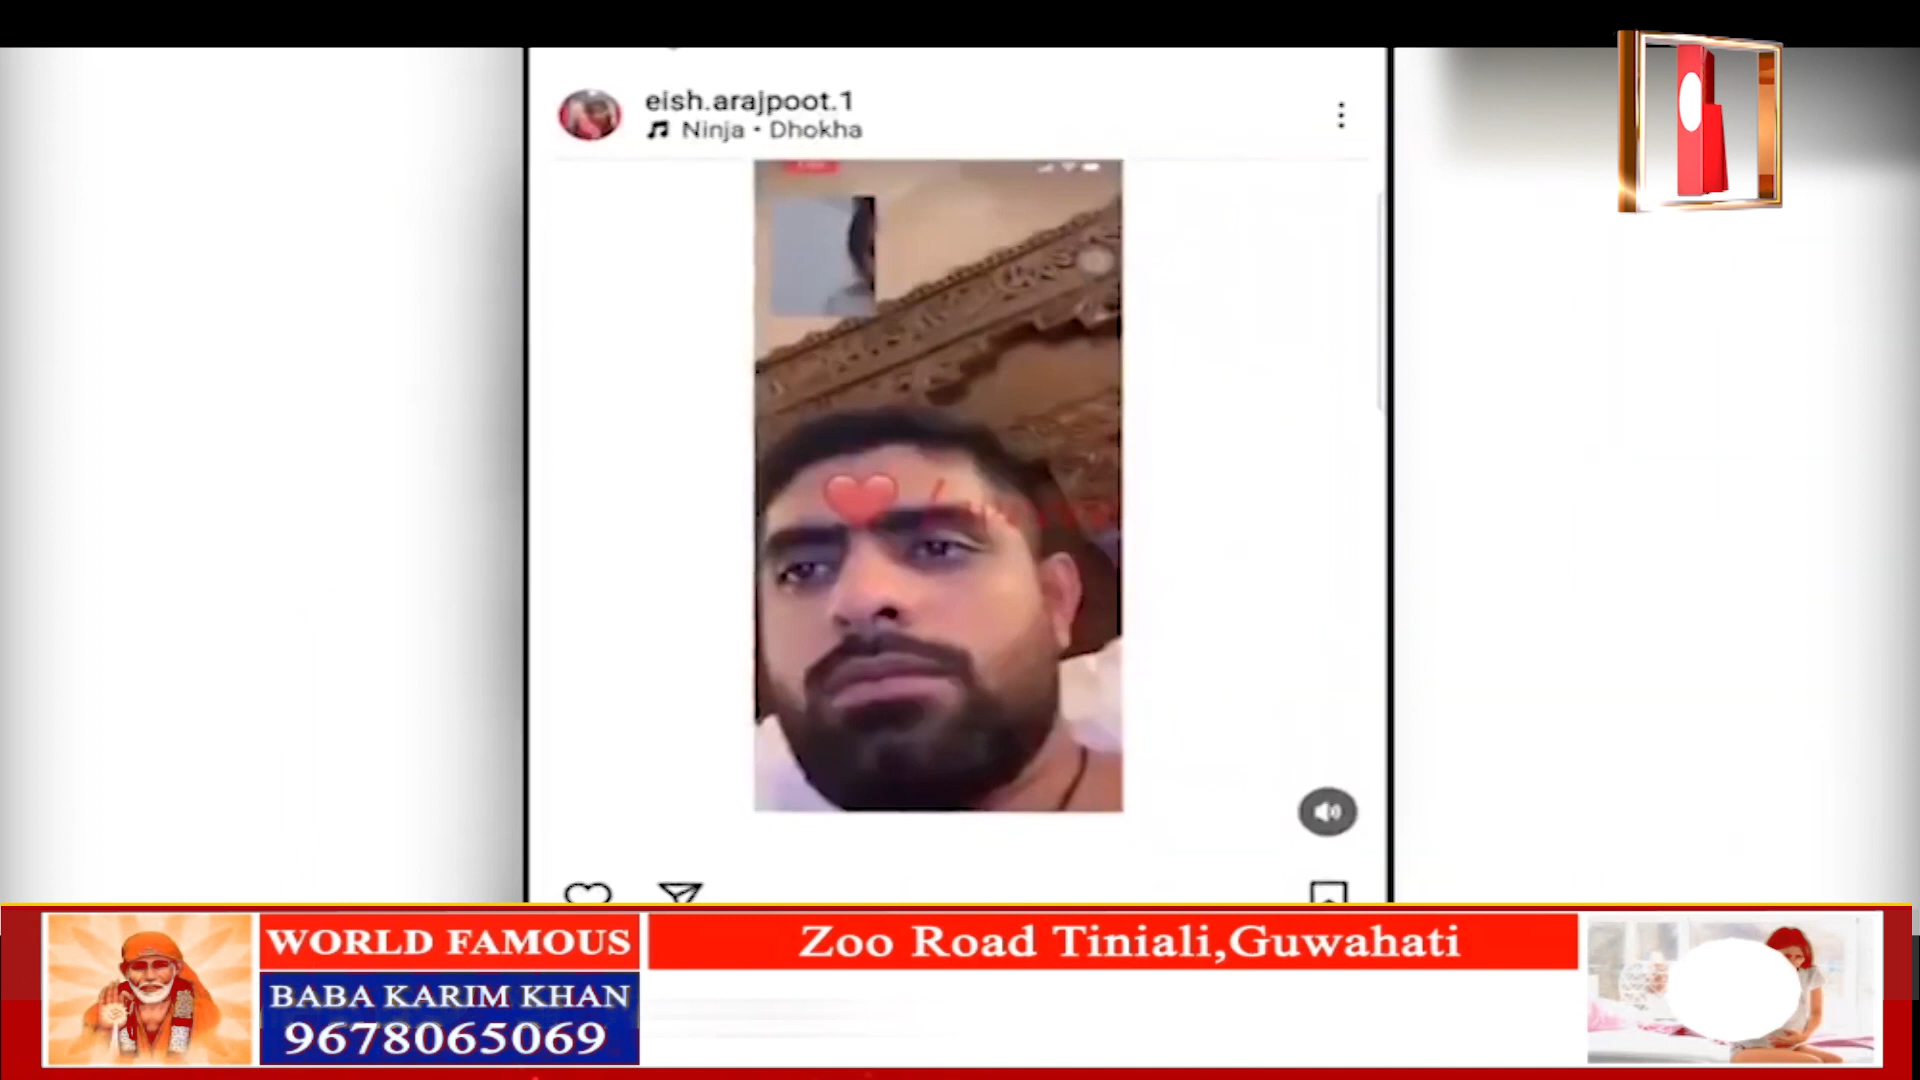 eish.arajpoot.1
Ninja • Dhokha
WORLD FAMOUS
BABA KARIM KHAN
9678065069
Zoo Road Tiniali,Guwahati